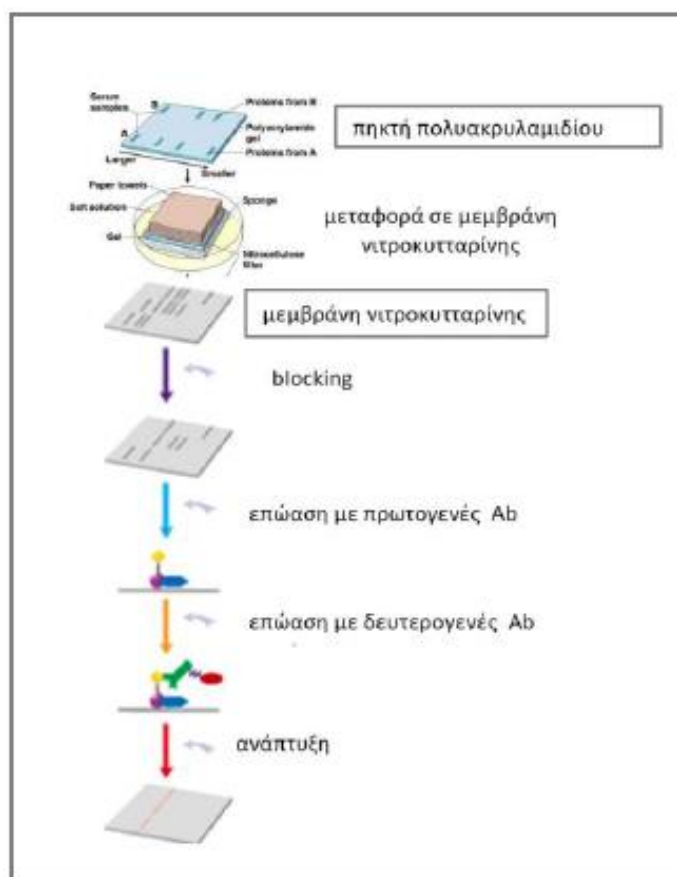 Serum
samples
B
Proteins from B
Polyacrylamide
gel
A
Proteins from A
Larger
Smaller
πηκτή πολυακρυλαμιδίου
Paper towels
Salt solution
Sponge
Gel
Nitrocellulose
filter
μεταφορά σε μεμβράνη
νιτροκυτταρίνης
μεμβράνη νιτροκυτταρίνης
blocking
επώαση με πρωτογενές Ab
επώαση με δευτερογενές Ab
ανάπτυξη